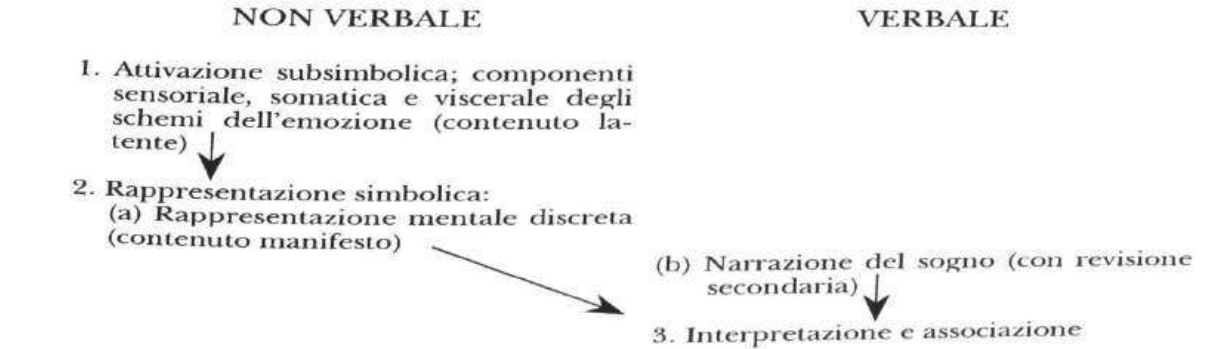 NON VERBALE
VERBALE
1. Attivazione subsimbolica; componenti
sensoriale, somatica e viscerale degli
schemi dell'emozione (contenuto la-
tente)
2. Rappresentazione simbolica:
(a) Rappresentazione mentale discreta
(contenuto manifesto)
(b) Narrazione del sogno (con revisione
secondaria)
3. Interpretazione e associazione